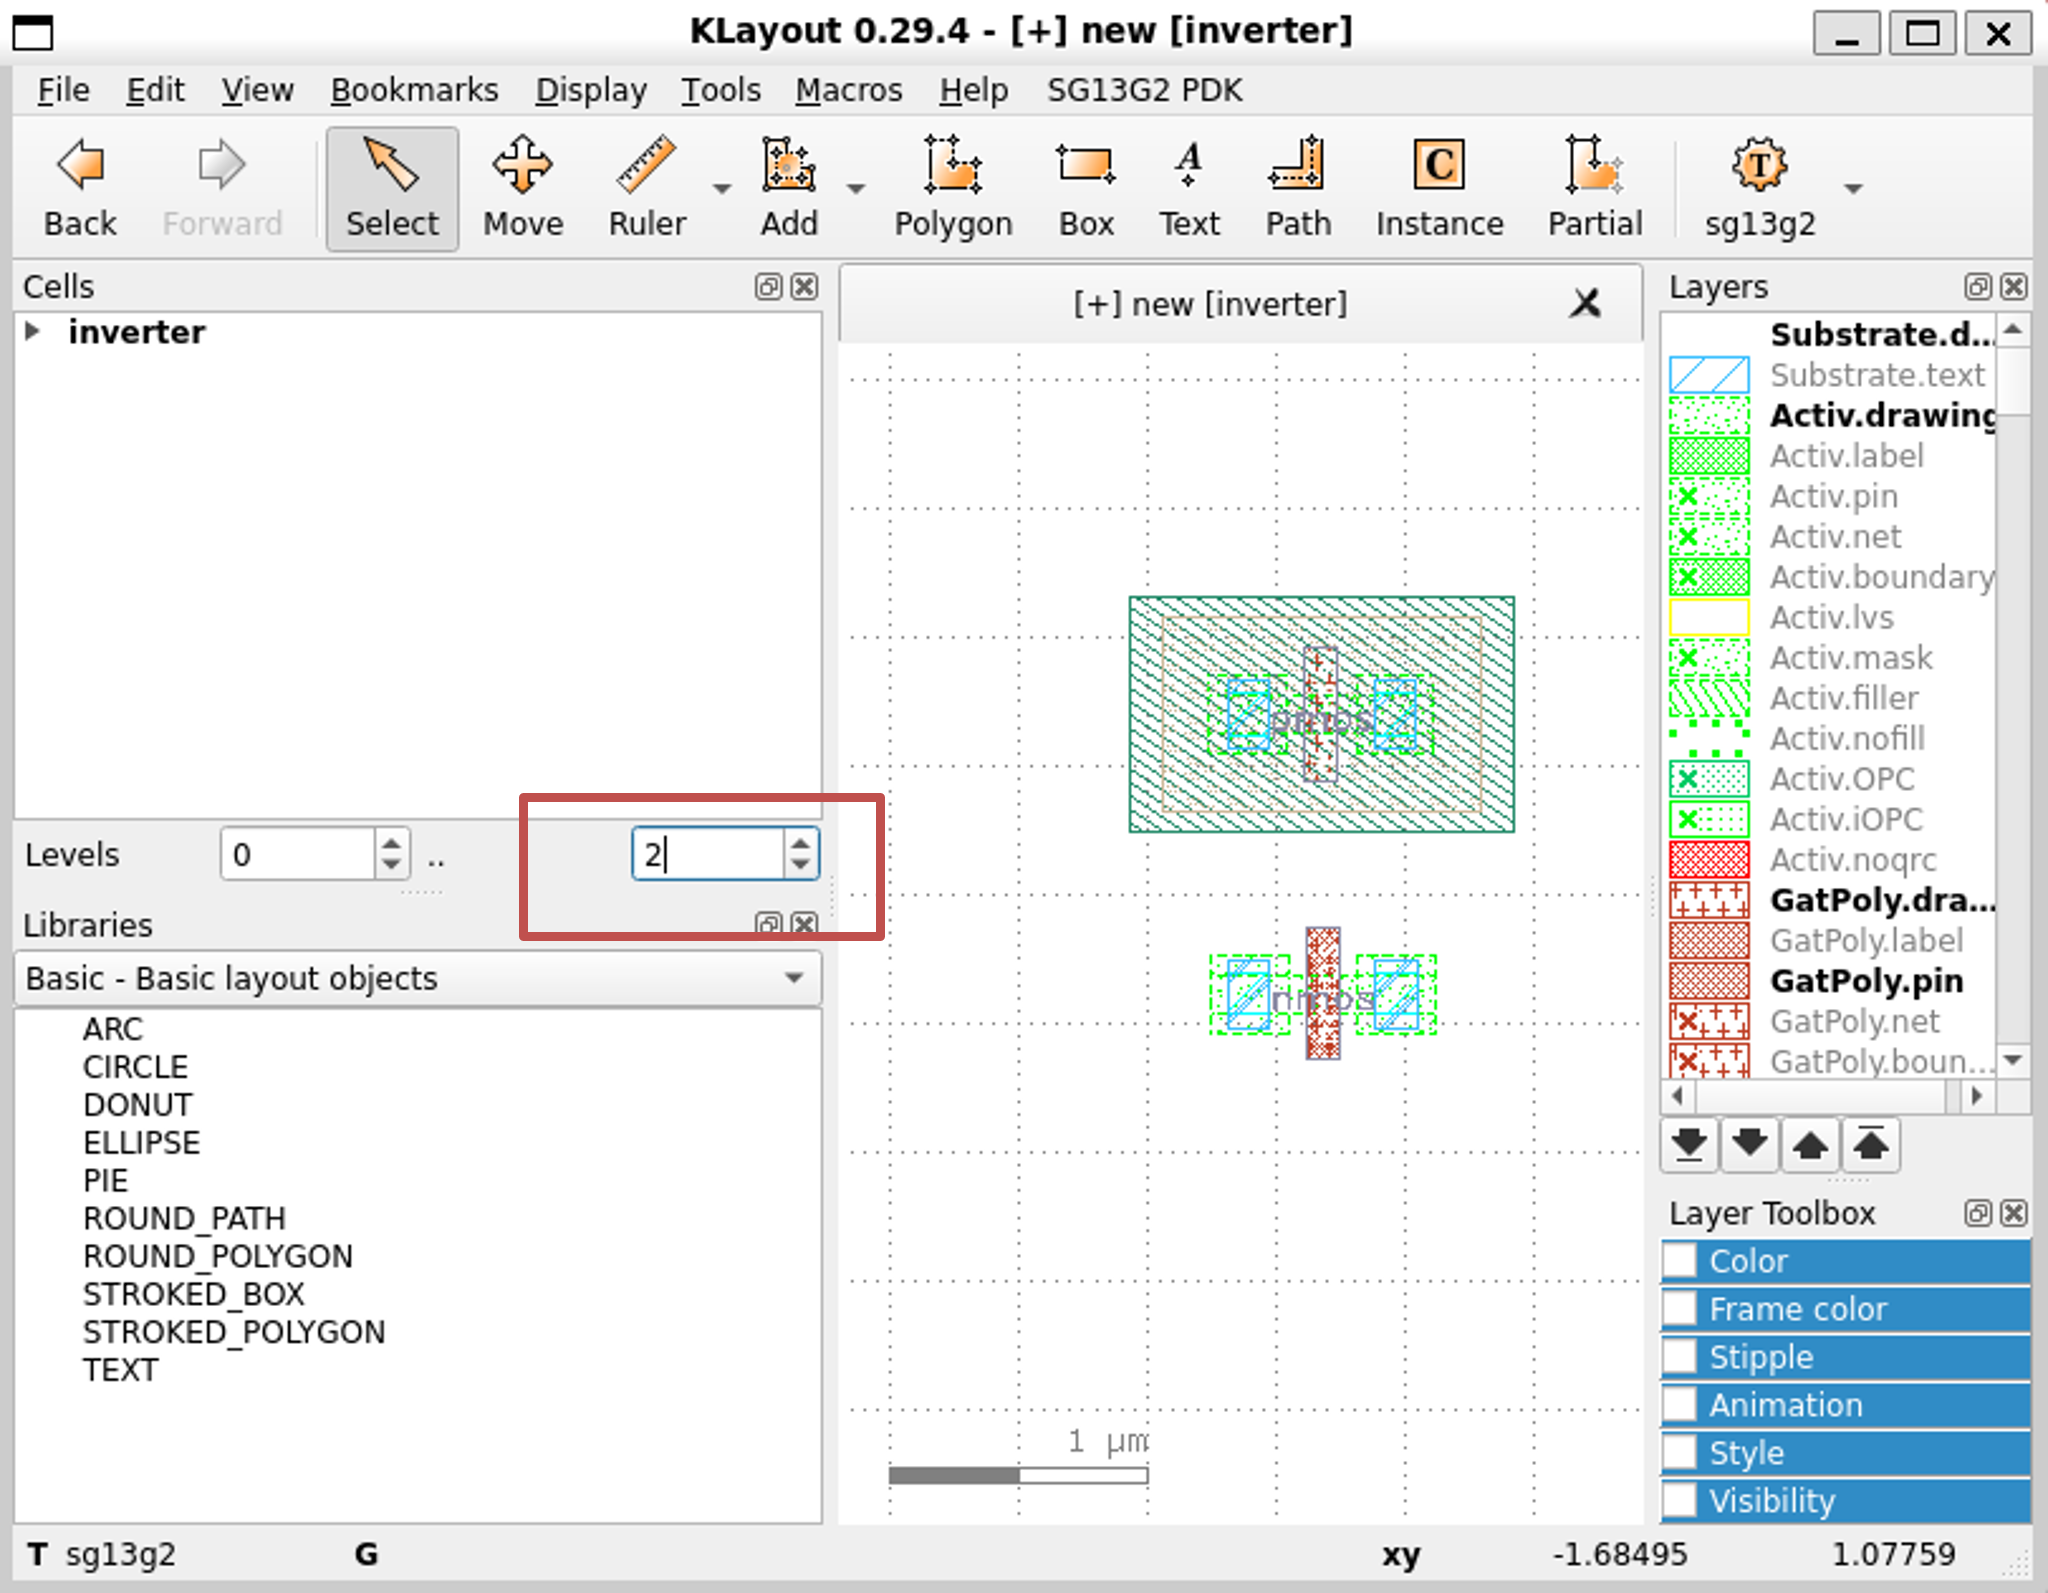 KLayout 0.29.4 - [+] new [inverter]
File Edit View Bookmarks Display Tools Macros Help SG13G2 PDK
Back Forward Select Move Ruler Add Polygon Box Text Path Instance Partial sg13g2
Cells
inverter
Levels 0 .. 2
Libraries
Basic - Basic layout objects
ARC
CIRCLE
DONUT
ELLIPSE
PIE
ROUND_PATH
ROUND_POLYGON
STROKED_BOX
STROKED_POLYGON
TEXT
[+] new [inverter]
pmos
nmos
1 µm
Layers
Substrate.d...
Substrate.text
Activ.drawing
Activ.label
Activ.pin
Activ.net
Activ.boundary
Activ.lvs
Activ.mask
Activ.filler
Activ.nofill
Activ.OPC
Activ.iOPC
Activ.noqrc
GatPoly.dra...
GatPoly.label
GatPoly.pin
GatPoly.net
GatPoly.boun...
Layer Toolbox
Color
Frame color
Stipple
Animation
Style
Visibility
T sg13g2 G xy -1.68495 1.07759